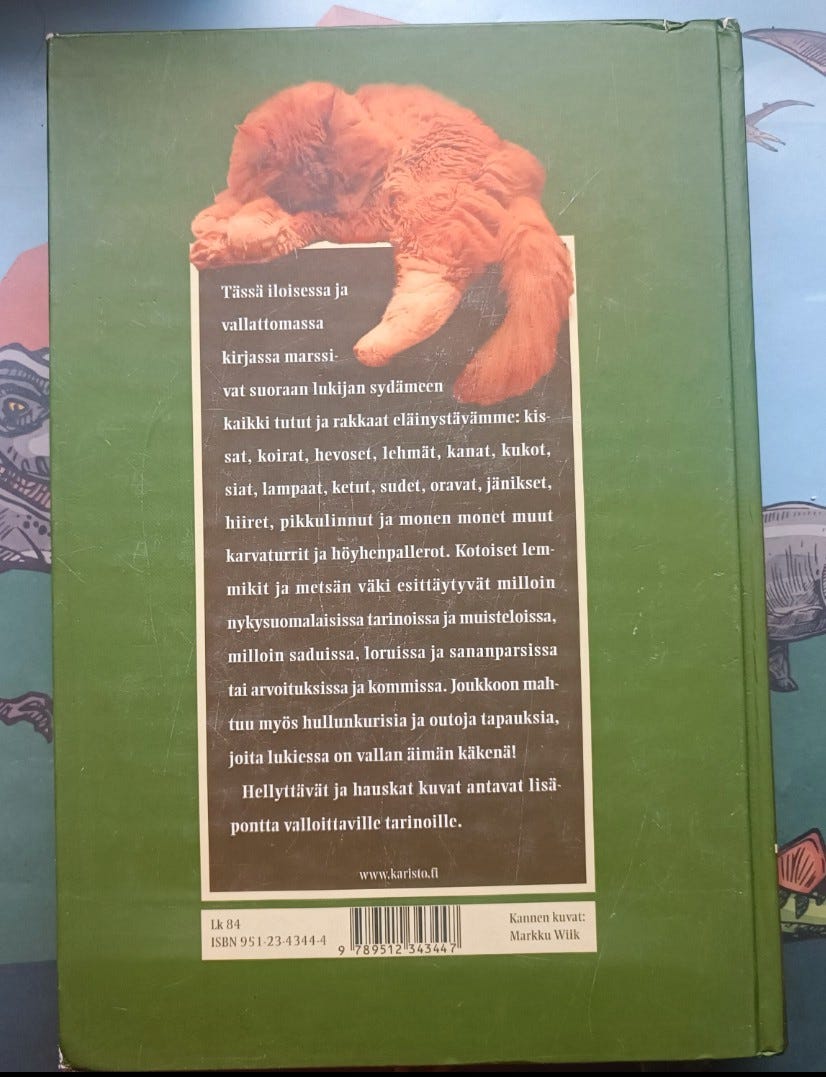 Tässä iloisessa ja
vallattomassa
kirjassa marssi-
vat suoraan lukijan sydämeen
kaikki tutut ja rakkaat eläinystävämme: kis-
sat, koirat, hevoset, lehmät, kanat, kukot,
siat, lampaat, ketut, sudet, oravat, jänikset,
hiiret, pikkulinnut ja monen monet muut
karvaturrit ja höyhenpallerot. Kotoiset lem-
mikit ja metsän väki esittäytyvät milloin
nykysuomalaisissa tarinoissa ja muisteloissa,
milloin saduissa, loruissa ja sananparsissa
tai arvoituksissa ja kommissa. Joukkoon mah-
tuu myös hullunkurisia ja outoja tapauksia,
joita lukiessa on vallan äimän käkenä!
Hellyttävät ja hauskat kuvat antavat lisä-
pontta valloittaville tarinoille.
www.karisto.fi
Lk 84
ISBN 951-23-4344-4
9 789512 343447
Kannen kuvat:
Markku Wiik